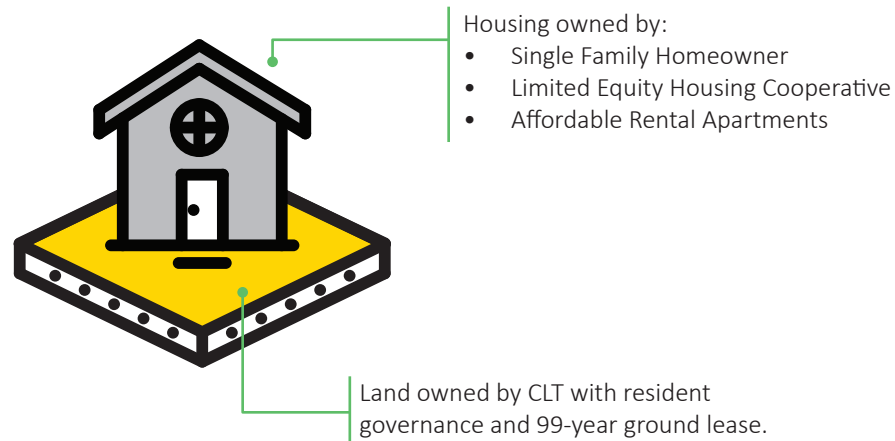 Housing owned by:
• Single Family Homeowner
• Limited Equity Housing Cooperative
• Affordable Rental Apartments
Land owned by CLT with resident
governance and 99-year ground lease.